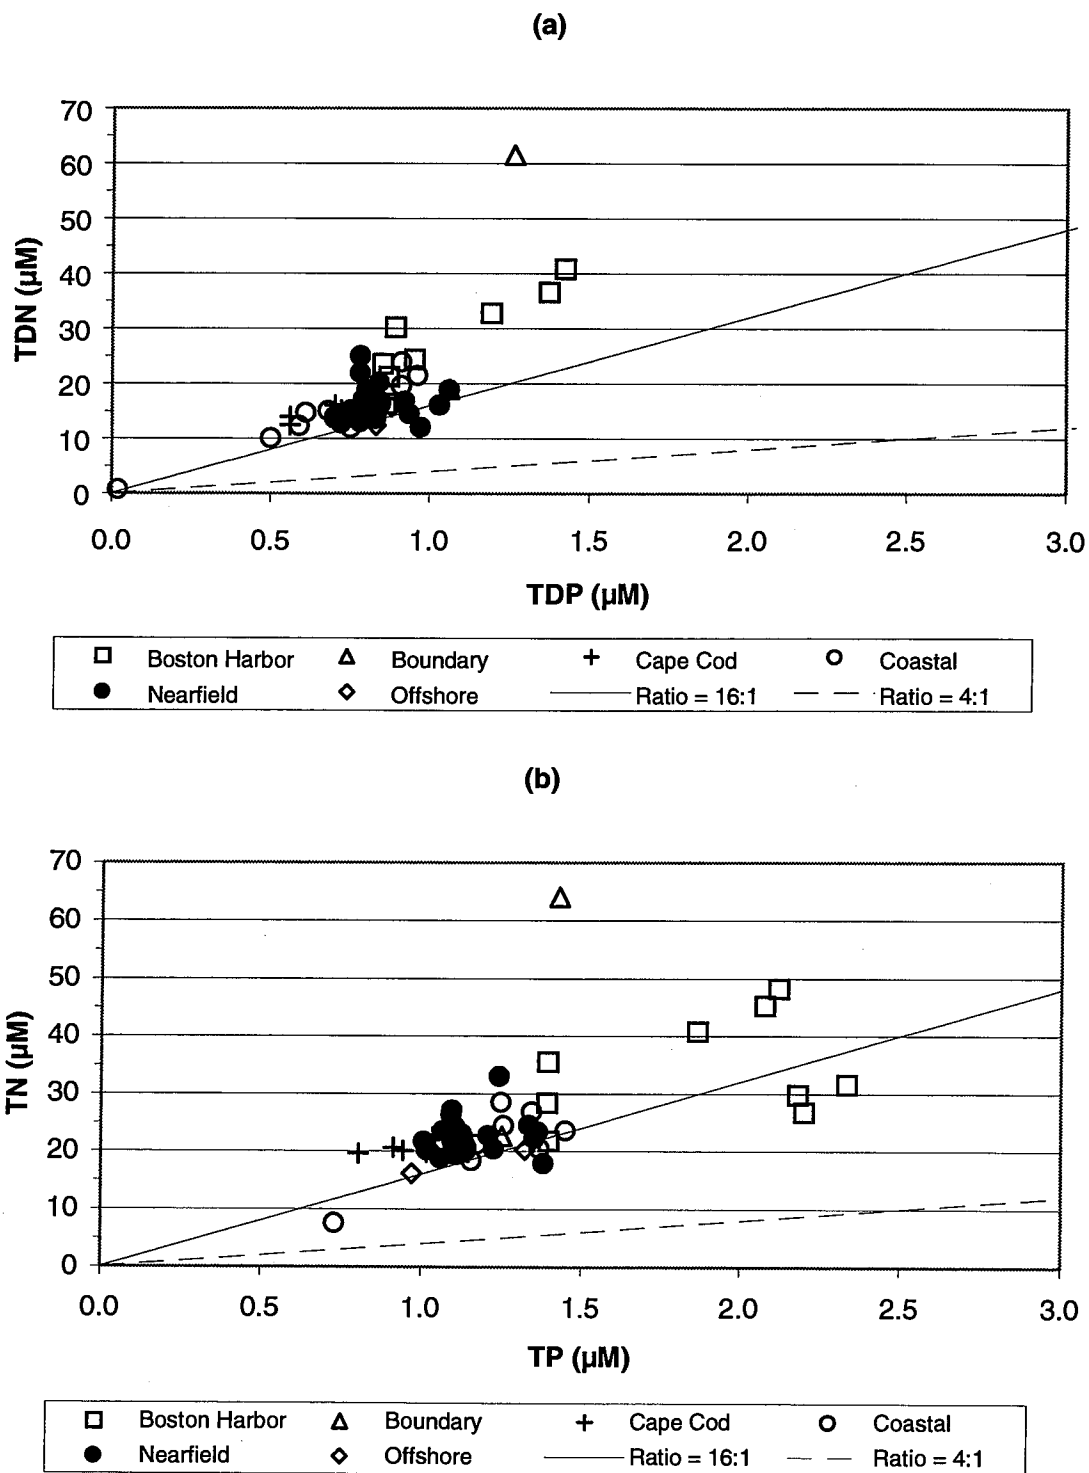 (a)
70
60
50
40
30
20
10
0
TDN (µM)
0.0 0.5 1.0 1.5 2.0 2.5 3.0
TDP (µM)
Boston Harbor Boundary Cape Cod Coastal
Nearfield Offshore Ratio = 16:1 Ratio = 4:1
(b)
70
60
50
40
30
20
10
0
TN (µM)
0.0 0.5 1.0 1.5 2.0 2.5 3.0
TP (µM)
Boston Harbor Boundary Cape Cod Coastal
Nearfield Offshore Ratio = 16:1 Ratio = 4:1